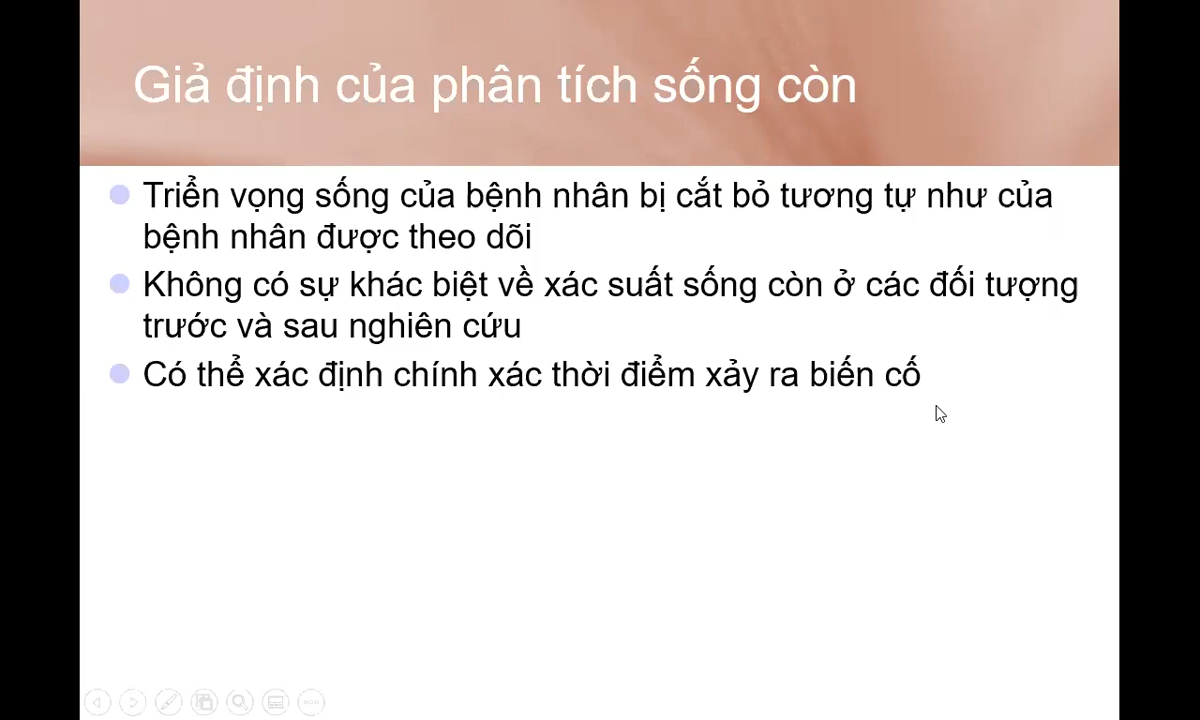 Giả định của phân tích sống còn
Triển vọng sống của bệnh nhân bị cắt bỏ tương tự như của
bệnh nhân được theo dõi
Không có sự khác biệt về xác suất sống còn ở các đối tượng
trước và sau nghiên cứu
Có thể xác định chính xác thời điểm xảy ra biến cố